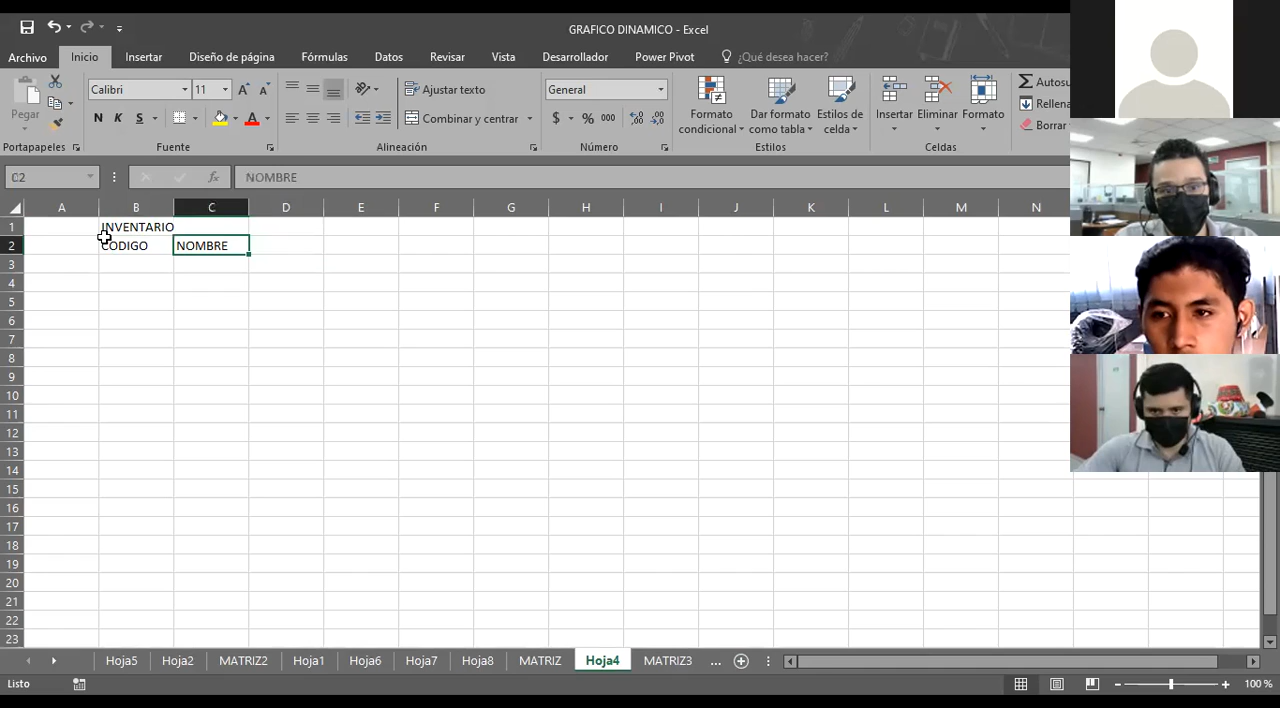 GRAFICO DINAMICO - Excel
Archivo Inicio Insertar Diseño de página Fórmulas Datos Revisar Vista Desarrollador Power Pivot ¿Qué desea hacer?
Pegar
Calibri 11
N K S A
Ajustar texto
Combinar y centrar
General
$ % 000
Formato condicional
Dar formato como tabla
Estilos de celda
Insertar Eliminar Formato
Autosu
Rellena
Borrar
Portapapeles Fuente Alineación Número Estilos Celdas
C2 fx NOMBRE
A B C D E F G H I J K L M N
1 INVENTARIO
2 CODIGO NOMBRE
3
4
5
6
7
8
9
10
11
12
13
14
15
16
17
18
19
20
21
22
23
Hoja5 Hoja2 MATRIZ2 Hoja1 Hoja6 Hoja7 Hoja8 MATRIZ Hoja4 MATRIZ3 ...
Listo 100 %